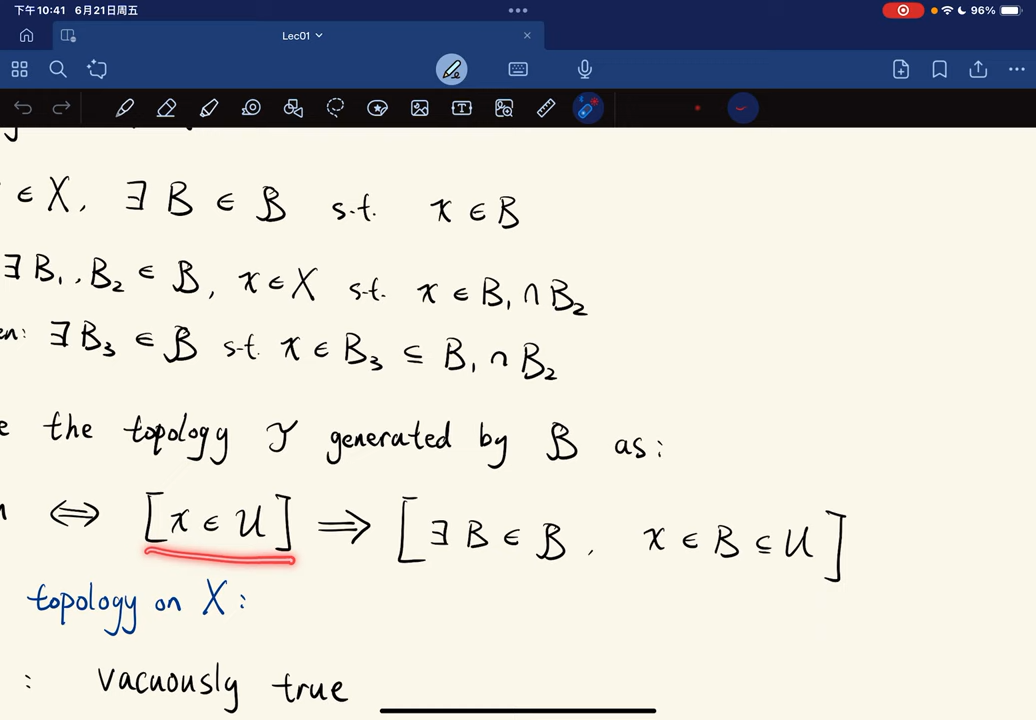 下午10:41 6月21日周五
96%
Lec01
∈ X, ∃ B ∈ ℬ s.t. x ∈ B
∃ B₁, B₂ ∈ ℬ, x ∈ X s.t. x ∈ B₁ ∩ B₂
en: ∃ B₃ ∈ ℬ s.t. x ∈ B₃ ⊆ B₁ ∩ B₂
e the topology 𝒯 generated by ℬ as:
n ⟺ [x ∈ U] ⟹ [∃ B ∈ ℬ, x ∈ B ⊆ U]
topology on X:
: vacuously true